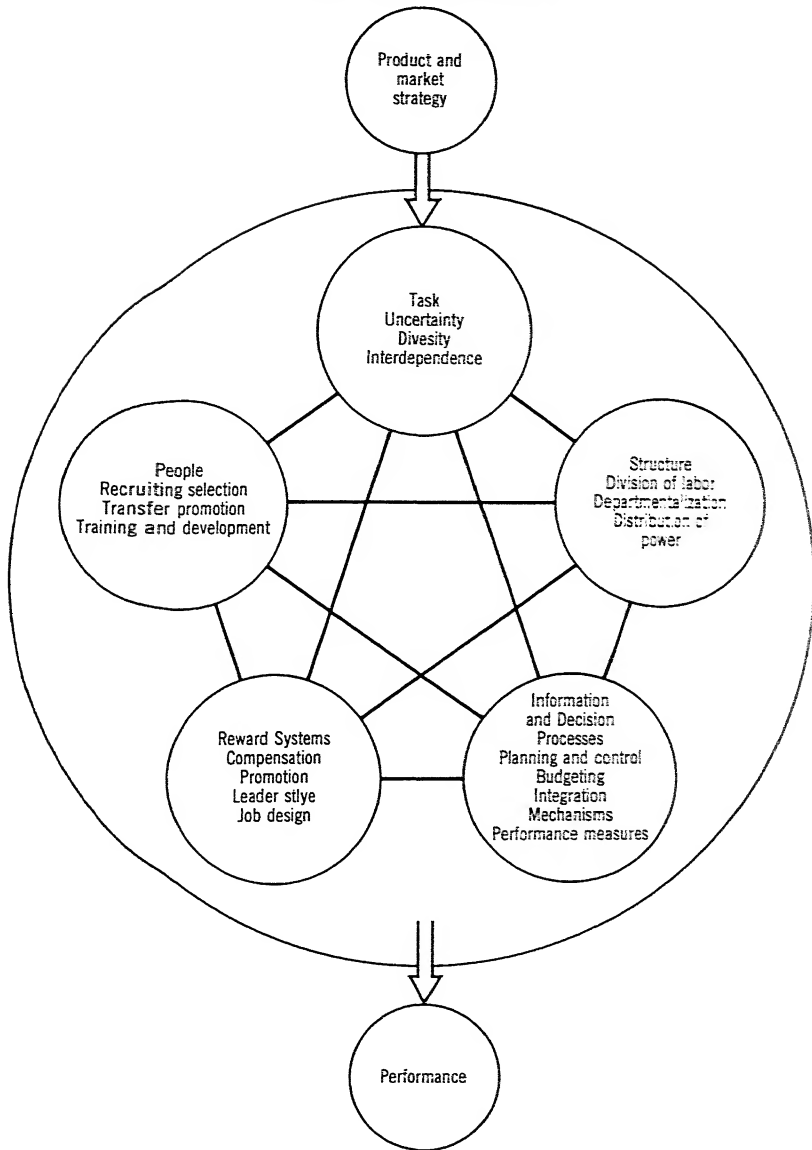 Product and
market
strategy
Task
Uncertainty
Divesity
Interdependence
People
Recruiting selection
Transfer promotion
Training and development
Structure
Division of labor
Departmentalization
Distribution of
power
Reward Systems
Compensation
Promotion
Leader stlye
Job design
Information
and Decision
Processes
Planning and control
Budgeting
Integration
Mechanisms
Performance measures
Performance